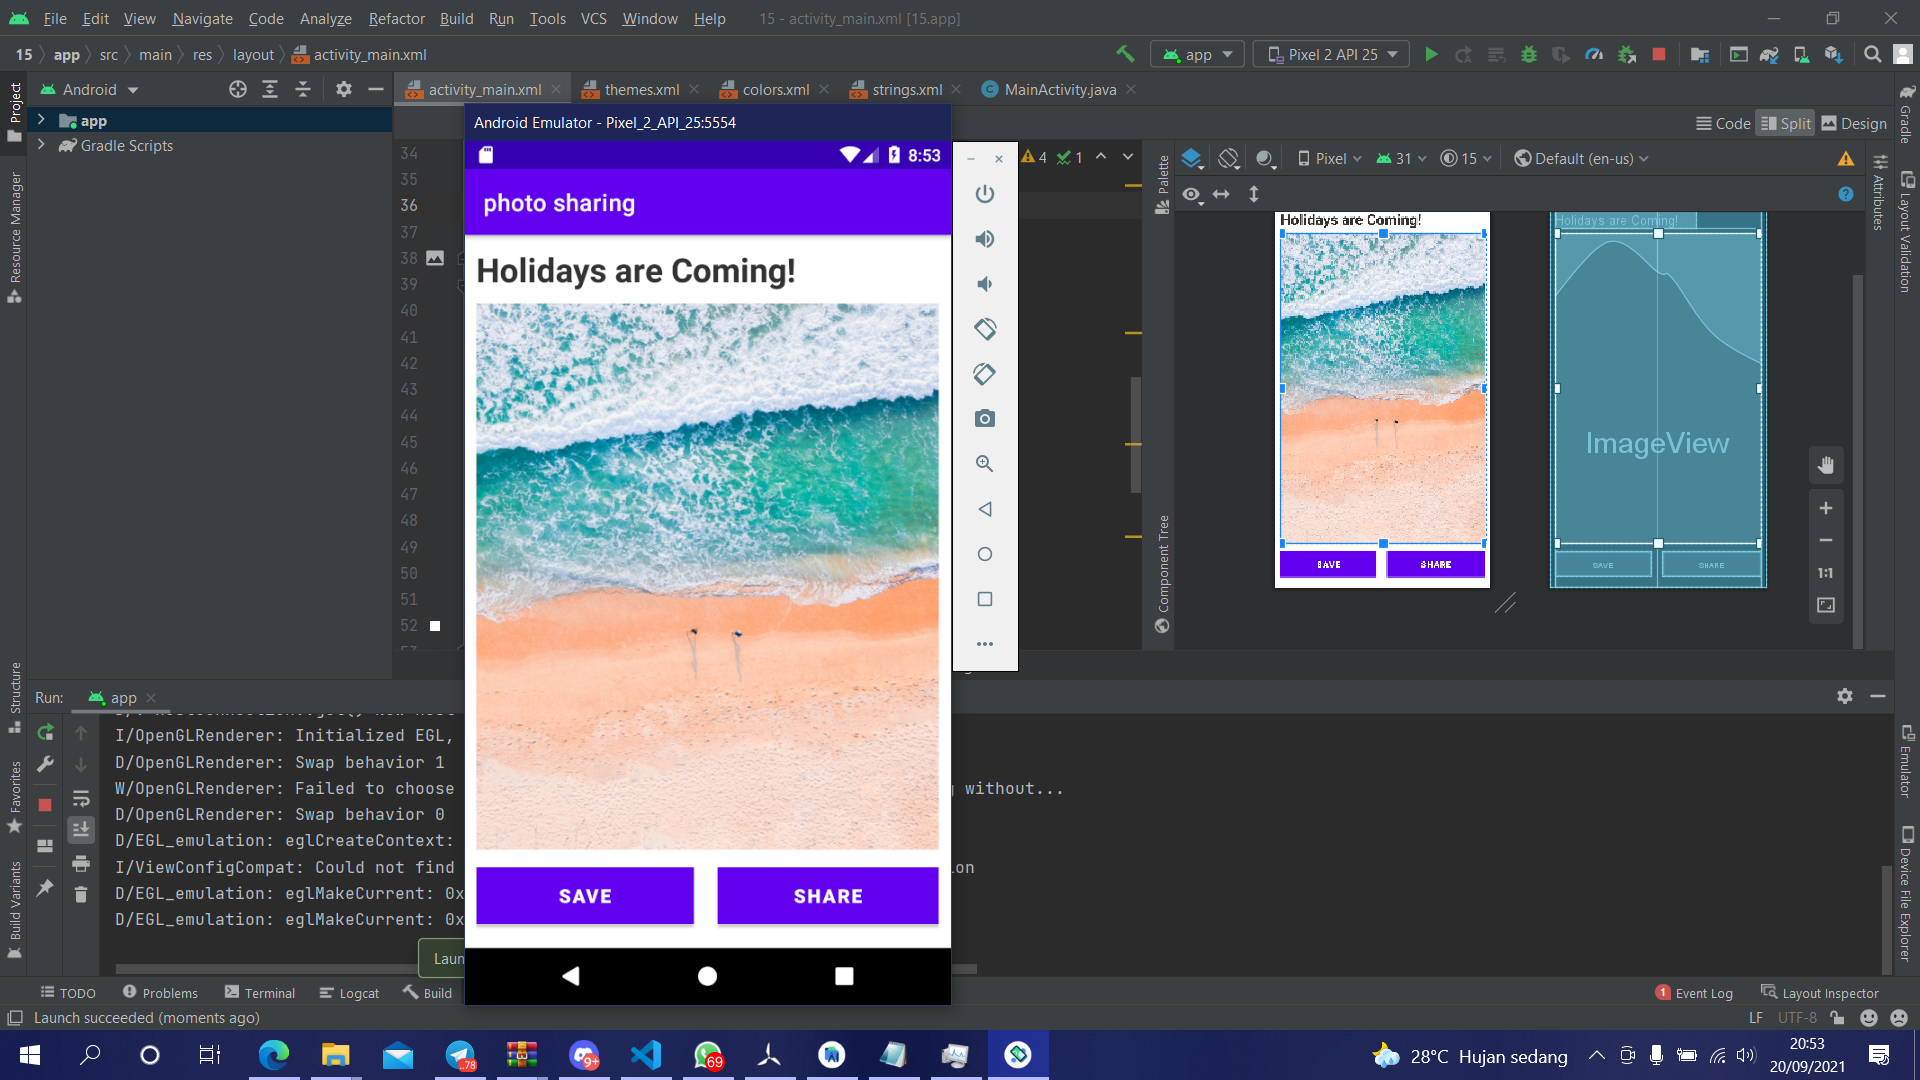 File Edit View Navigate Code Analyze Refactor Build Run Tools VCS Window Help 15 - activity_main.xml [15.app]
15 app src main res layout activity_main.xml
app Pixel 2 API 25
Android
activity_main.xml themes.xml colors.xml strings.xml MainActivity.java
Code Split Design
app
Gradle Scripts
Project
Resource Manager
Structure
Favorites
Build Variants
34
35
36
37
38
39
40
41
42
43
44
45
46
47
48
49
50
51
52
Android Emulator - Pixel_2_API_25:5554
8:53
photo sharing
Holidays are Coming!
SAVE SHARE
4 1
Palette
Component Tree
Pixel 31 15 Default (en-us)
Holidays are Coming!
SAVE SHARE
Holidays are Coming!
ImageView
SAVE SHARE
1:1
Attributes
Gradle
Layout Validation
Emulator
Device File Explorer
Run: app
I/OpenGLRenderer: Initialized EGL,
D/OpenGLRenderer: Swap behavior 1
W/OpenGLRenderer: Failed to choose without...
D/OpenGLRenderer: Swap behavior 0
D/EGL_emulation: eglCreateContext:
I/ViewConfigCompat: Could not find on
D/EGL_emulation: eglMakeCurrent: 0x
D/EGL_emulation: eglMakeCurrent: 0x
Laun
TODO Problems Terminal Logcat Build
1 Event Log Layout Inspector
Launch succeeded (moments ago)
LF UTF-8
..78
9+
69
28°C Hujan sedang
20:53
20/09/2021